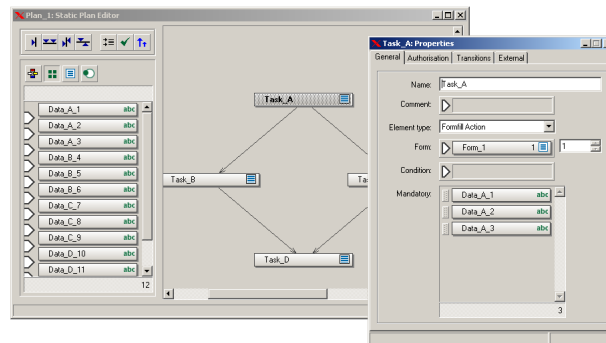 Plan_1: Static Plan Editor
Task_A: Properties
General Authorisation Transitions External
Name: Task_A
Comment:
Element type: Formfill Action
Form: Form_1 1 1
Condition:
Mandatory:
Data_A_1 abc
Data_A_2 abc
Data_A_3 abc
3
Data_A_1 abc
Data_A_2 abc
Data_A_3 abc
Data_B_4 abc
Data_B_5 abc
Data_B_6 abc
Data_C_7 abc
Data_C_8 abc
Data_C_9 abc
Data_D_10 abc
Data_D_11 abc
12
Task_A
Task_B
Tas
Task_D